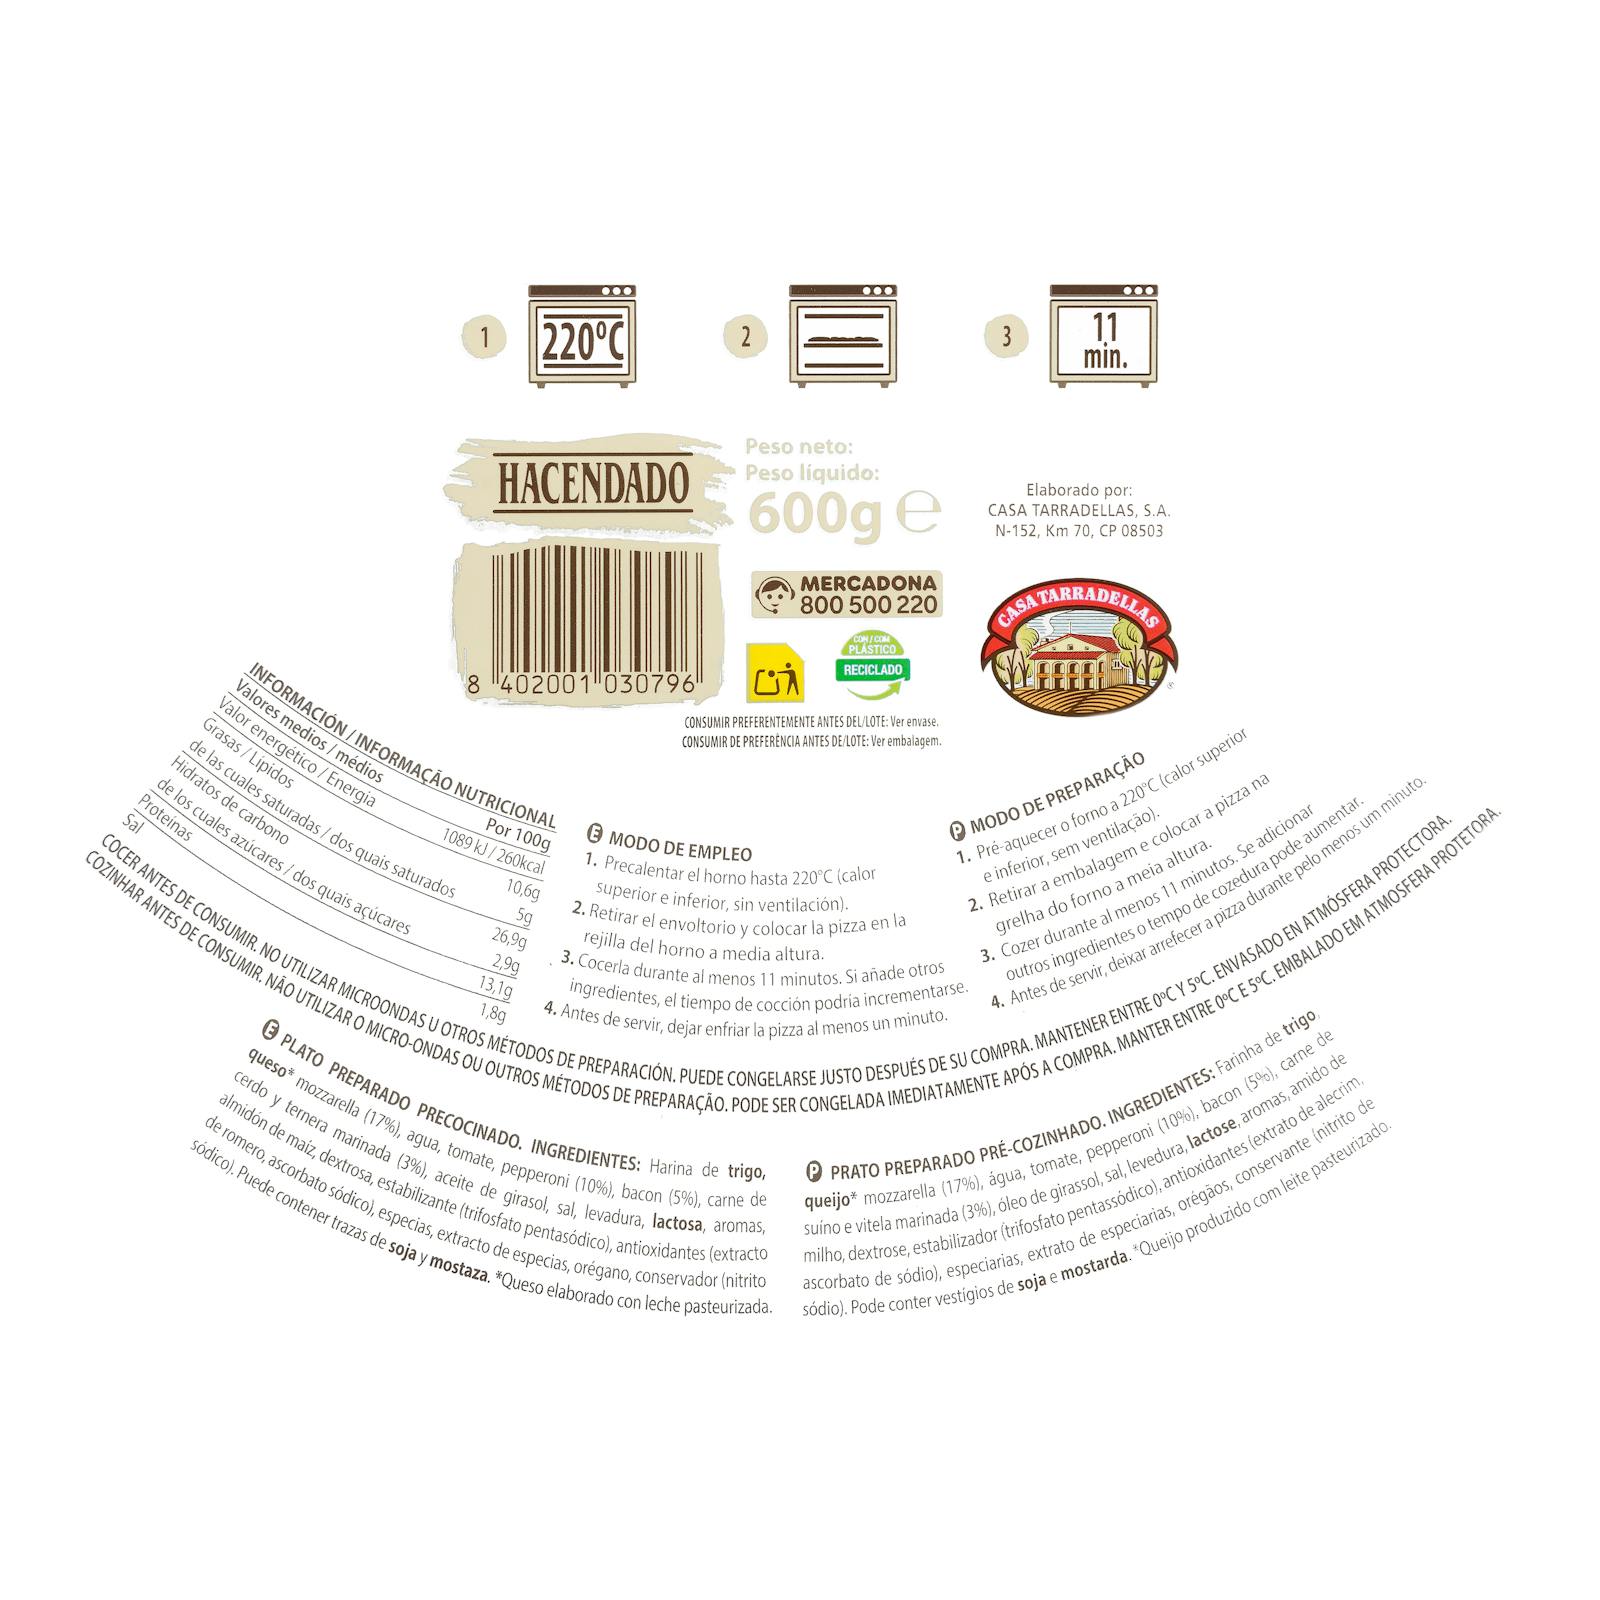 1
220ºC
2
3
11
min.
HACENDADO
Peso neto:
Peso líquido:
600g ℮
Elaborado por:
CASA TARRADELLAS, S.A.
N-152, Km 70, CP 08503
8 402001 030796
MERCADONA
800 500 220
CON / COM
PLÁSTICO
RECICLADO
CASA TARRADELLAS
®
CONSUMIR PREFERENTEMENTE ANTES DEL/LOTE: Ver envase.
CONSUMIR DE PREFERÊNCIA ANTES DE/LOTE: Ver embalagem.
INFORMACIÓN / INFORMAÇÃO NUTRICIONAL
Valores medios / médios Por 100g
Valor energético / Energia 1089 kJ / 260kcal
Grasas / Lipidos 10,6g
de las cuales saturadas / dos quais saturados 5g
Hidratos de carbono 26,9g
de los cuales azúcares / dos quais açúcares 2,9g
Proteínas 13,1g
Sal 1,8g
E MODO DE EMPLEO
1. Precalentar el horno hasta 220°C (calor
superior e inferior, sin ventilación).
2. Retirar el envoltorio y colocar la pizza en la
rejilla del horno a media altura.
3. Cocerla durante al menos 11 minutos. Si añade otros
ingredientes, el tiempo de cocción podría incrementarse.
4. Antes de servir, dejar enfriar la pizza al menos un minuto.
P MODO DE PREPARAÇÃO
1. Pré-aquecer o forno a 220°C (calor superior
e inferior, sem ventilação).
2. Retirar a embalagem e colocar a pizza na
grelha do forno a meia altura.
3. Cozer durante al menos 11 minutos. Se adicionar
outros ingredientes o tempo de cozedura pode aumentar.
4. Antes de servir, deixar arrefecer a pizza durante pelo menos um minuto.
COCER ANTES DE CONSUMIR. NO UTILIZAR MICROONDAS U OTROS MÉTODOS DE PREPARACIÓN. PUEDE CONGELARSE JUSTO DESPUÉS DE SU COMPRA. MANTENER ENTRE 0ºC Y 5ºC. ENVASADO EN ATMÓSFERA PROTECTORA.
COZINHAR ANTES DE CONSUMIR. NÃO UTILIZAR O MICRO-ONDAS OU OUTROS MÉTODOS DE PREPARAÇÃO. PODE SER CONGELADA IMEDIATAMENTE APÓS A COMPRA. MANTER ENTRE 0ºC E 5ºC. EMBALADO EM ATMOSFERA PROTETORA.
E PLATO PREPARADO PRECOCINADO. INGREDIENTES: Harina de trigo,
queso* mozzarella (17%), agua, tomate, pepperoni (10%), bacon (5%), carne de
cerdo y ternera marinada (3%), aceite de girasol, sal, levadura, lactosa, aromas,
almidón de maíz, dextrosa, estabilizante (trifosfato pentasódico), antioxidantes (extracto
de romero, ascorbato sódico), especias, extracto de especias, orégano, conservador (nitrito
sódico). Puede contener trazas de soja y mostaza. *Queso elaborado con leche pasteurizada.
P PRATO PREPARADO PRÉ-COZINHADO. INGREDIENTES: Farinha de trigo,
queijo* mozzarella (17%), água, tomate, pepperoni (10%), bacon (5%), carne de
suíno e vitela marinada (3%), óleo de girassol, sal, levedura, lactose, aromas, amido de
milho, dextrose, estabilizador (trifosfato pentassódico), antioxidantes (extrato de alecrim,
ascorbato de sódio), especiarias, extrato de especiarias, orégãos, conservante (nitrito de
sódio). Pode conter vestígios de soja e mostarda. *Queijo produzido com leite pasteurizado.